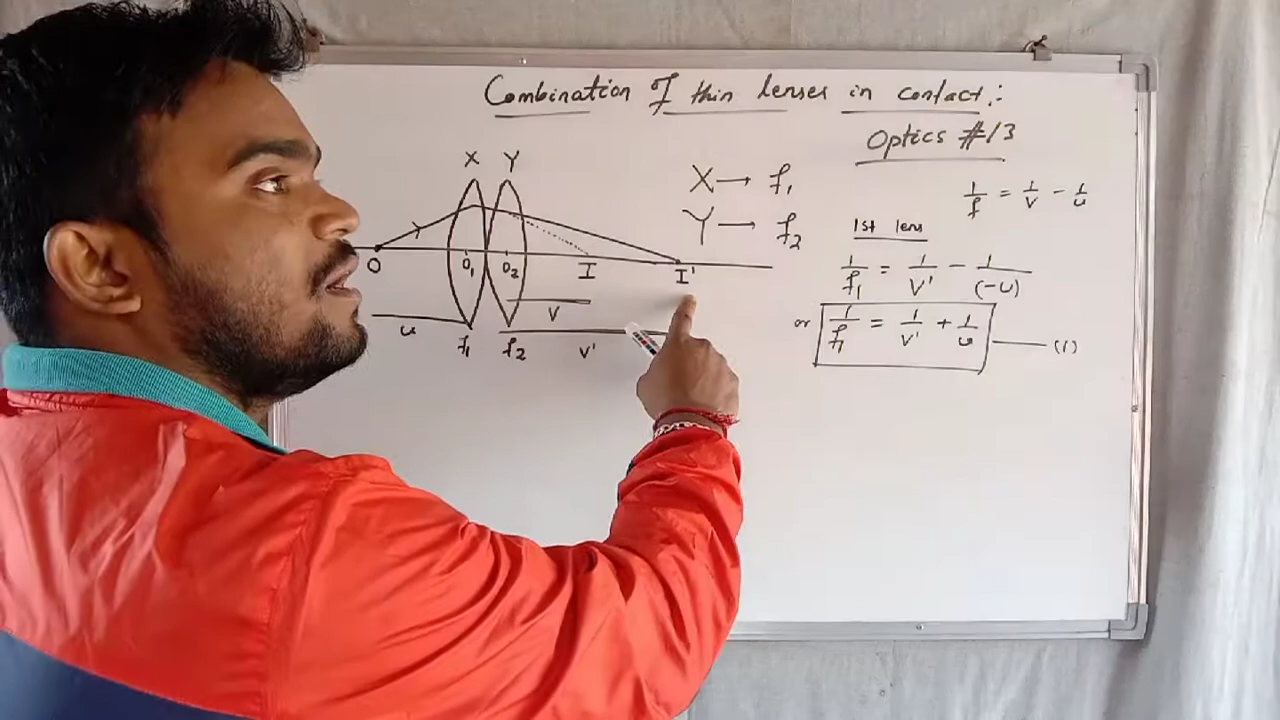 Combination of thin lenses in contact :
Optics #13
X Y
X → f₁
Y → f₂
1/f = 1/v - 1/u
1st lens
O O₁ O₂ I I'
1/f₁ = 1/v' - 1/(-u)
u v
or 1/f₁ = 1/v' + 1/u —— (1)
f₁ f₂ v'